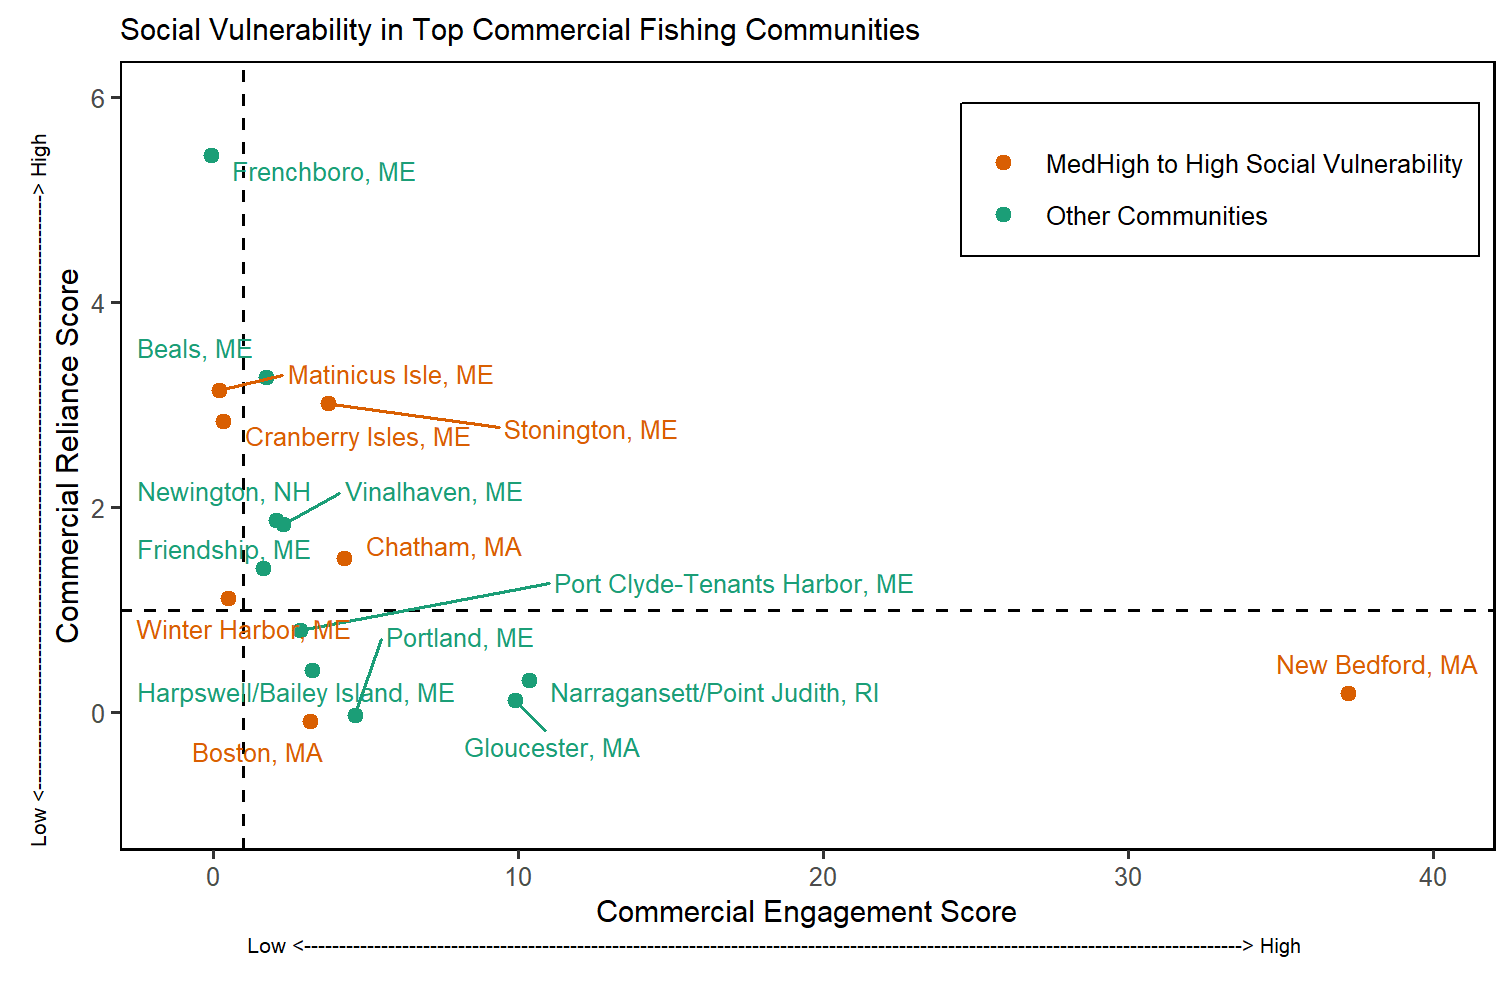 Social Vulnerability in Top Commercial Fishing Communities
6
4
2
0
Commercial Reliance Score
Low <--------------------------------------------------------------------------------------> High
MedHigh to High Social Vulnerability
Other Communities
Frenchboro, ME
Beals, ME
Matinicus Isle, ME
Stonington, ME
Cranberry Isles, ME
Newington, NH
Vinalhaven, ME
Friendship, ME
Chatham, MA
Port Clyde-Tenants Harbor, ME
Winter Harbor, ME
Portland, ME
New Bedford, MA
Harpswell/Bailey Island, ME
Narragansett/Point Judith, RI
Boston, MA
Gloucester, MA
0
10
20
30
40
Commercial Engagement Score
Low <--------------------------------------------------------------------------------------------------------------------------------------> High